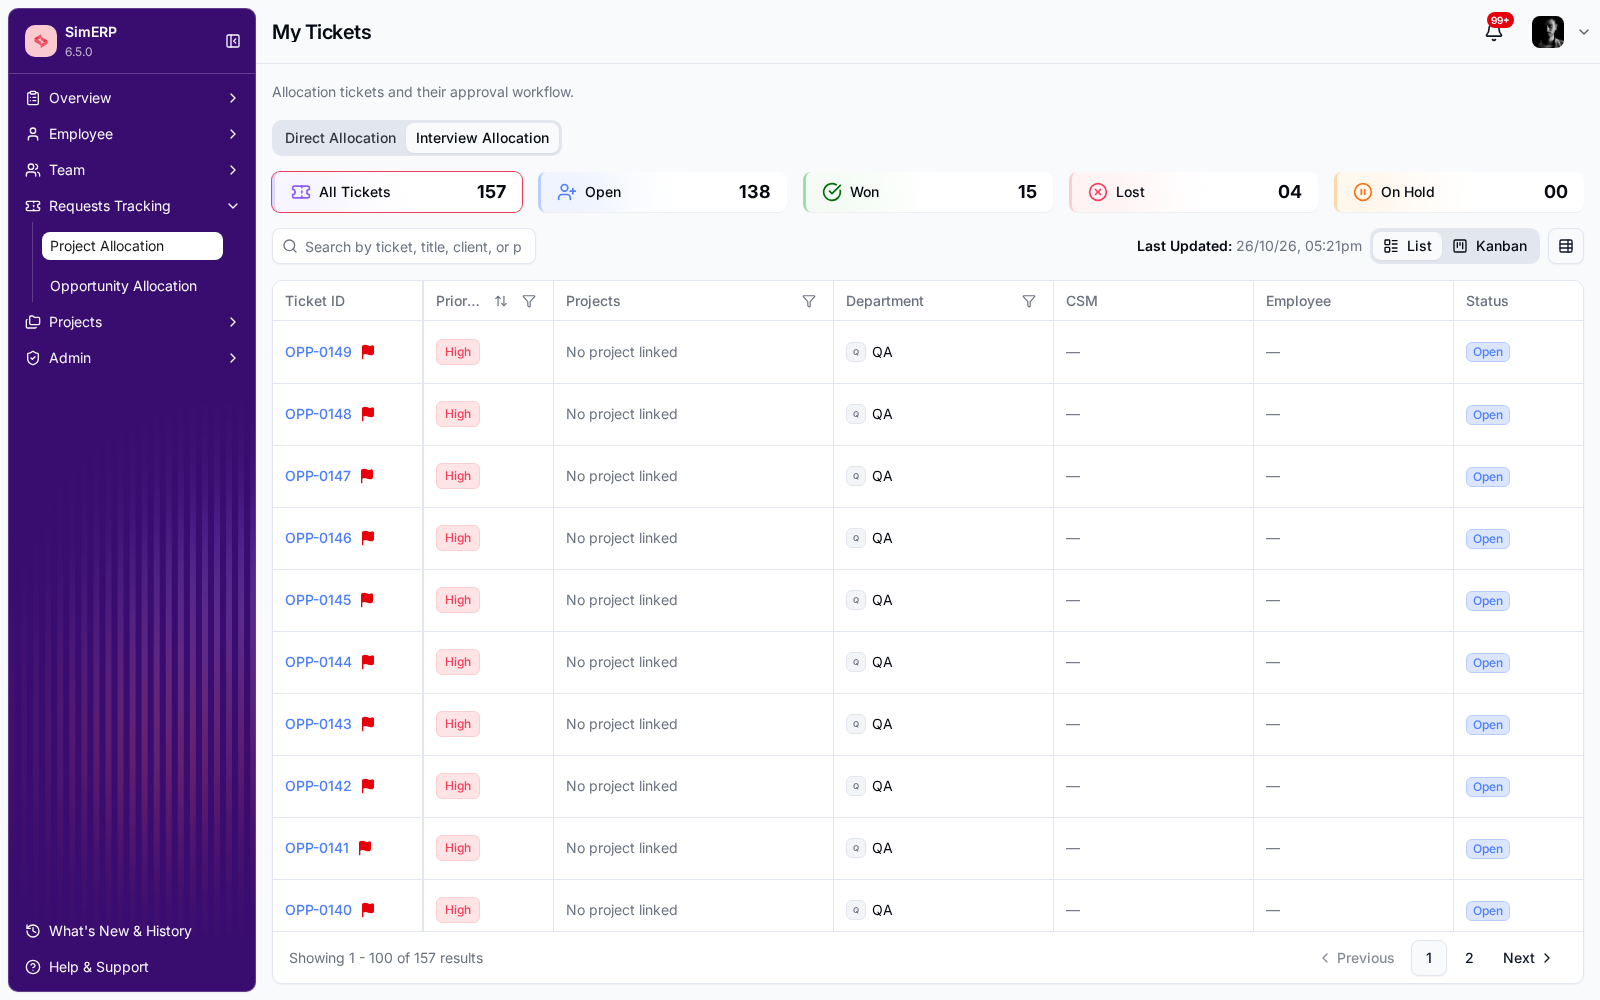 SimERP
6.5.0
Overview
Employee
Team
Requests Tracking
Project Allocation
Opportunity Allocation
Projects
Admin
What's New & History
Help & Support
My Tickets
99+
Allocation tickets and their approval workflow.
Direct Allocation Interview Allocation
All Tickets 157 Open 138 Won 15 Lost 04 On Hold 00
Search by ticket, title, client, or p
Last Updated: 26/10/26, 05:21pm List Kanban
Ticket ID Prior... Projects Department CSM Employee Status
OPP-0149 High No project linked Q QA — — Open
OPP-0148 High No project linked Q QA — — Open
OPP-0147 High No project linked Q QA — — Open
OPP-0146 High No project linked Q QA — — Open
OPP-0145 High No project linked Q QA — — Open
OPP-0144 High No project linked Q QA — — Open
OPP-0143 High No project linked Q QA — — Open
OPP-0142 High No project linked Q QA — — Open
OPP-0141 High No project linked Q QA — — Open
OPP-0140 High No project linked Q QA — — Open
Showing 1 - 100 of 157 results
Previous 1 2 Next